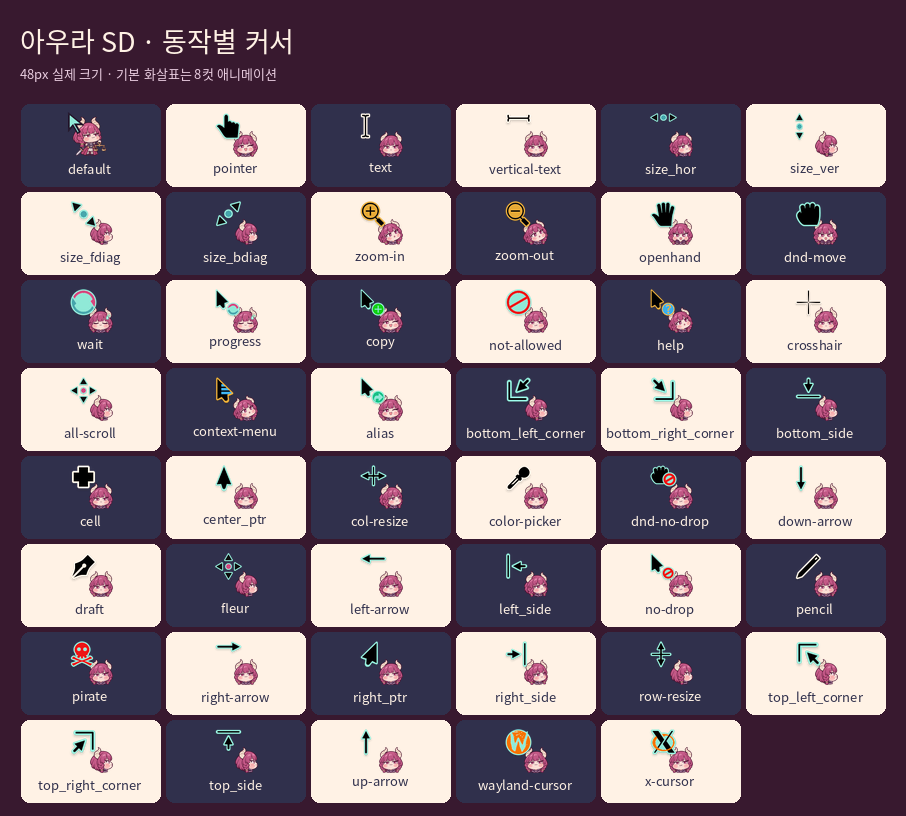 아우라 SD · 동작별 커서
48px 실제 크기 · 기본 화살표는 8컷 애니메이션
default
pointer
text
vertical-text
size_hor
size_ver
size_fdiag
size_bdiag
zoom-in
zoom-out
openhand
dnd-move
wait
progress
copy
not-allowed
help
crosshair
all-scroll
context-menu
alias
bottom_left_corner
bottom_right_corner
bottom_side
cell
center_ptr
col-resize
color-picker
dnd-no-drop
down-arrow
draft
fleur
left-arrow
left_side
no-drop
pencil
pirate
right-arrow
right_ptr
right_side
row-resize
top_left_corner
top_right_corner
top_side
up-arrow
wayland-cursor
x-cursor